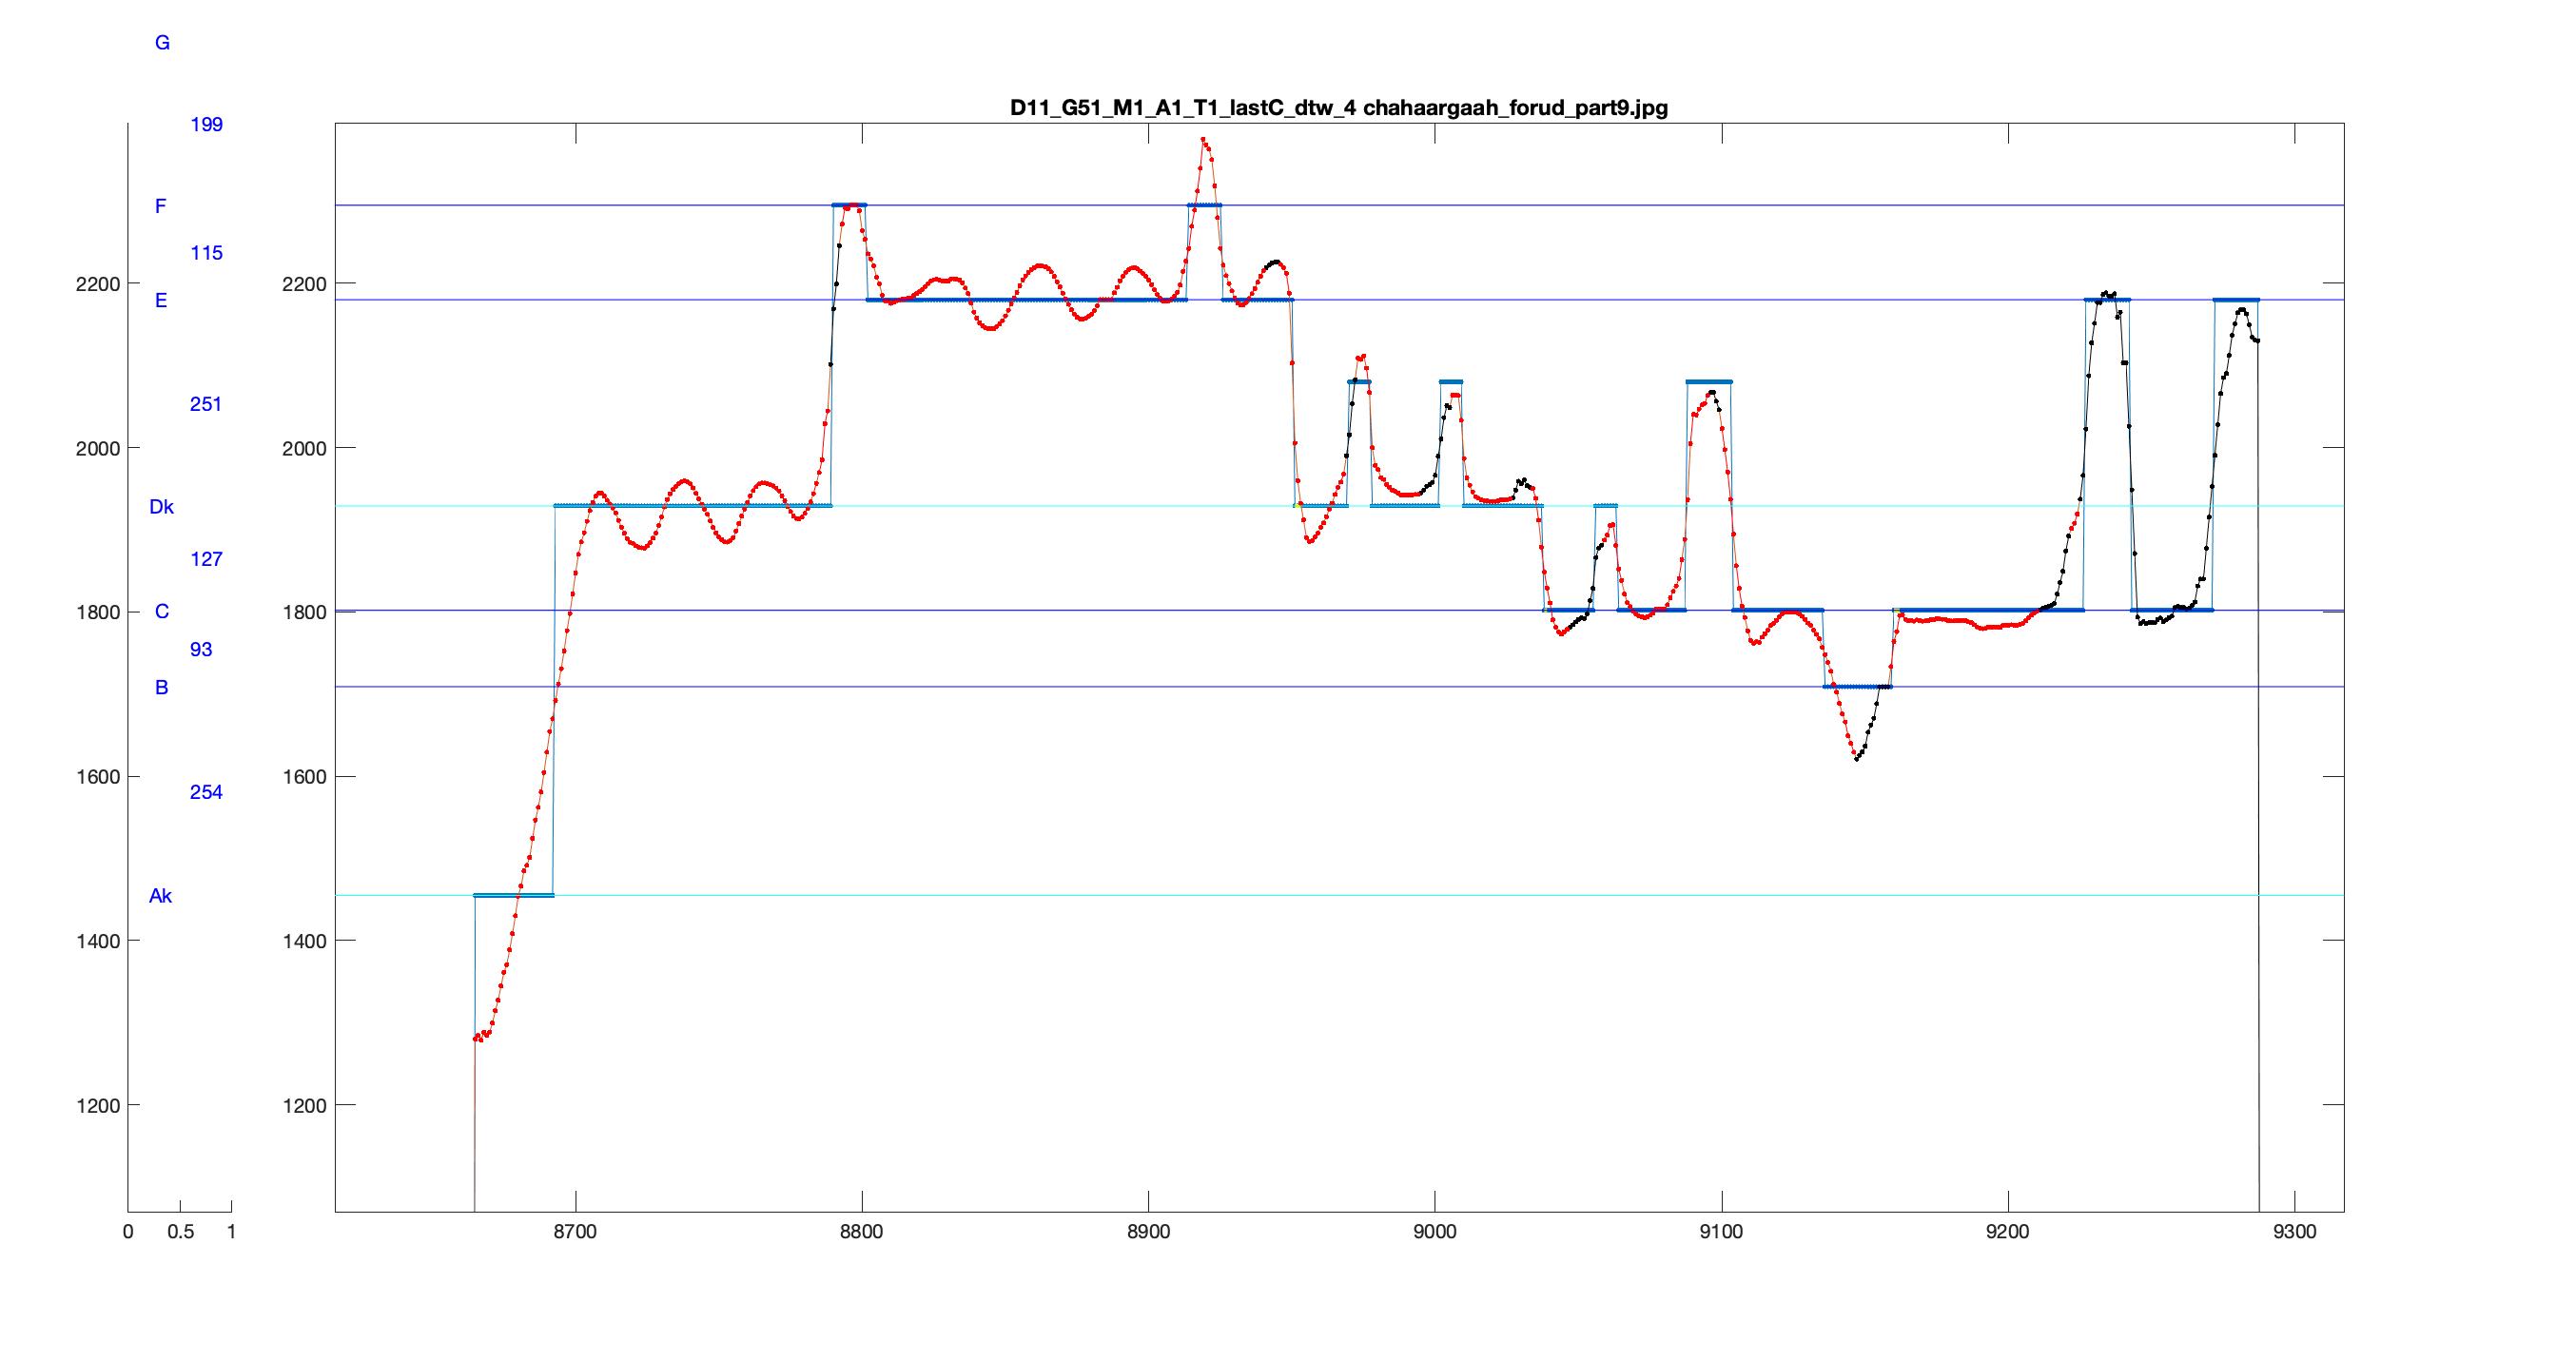 G
D11_G51_M1_A1_T1_lastC_dtw_4 chahaargaah_forud_part9.jpg
199
F
115
2200 E 2200
251
2000 2000
Dk
127
1800 C 1800
93
B
1600 1600
254
Ak
1400 1400
1200 1200
0 0.5 1 8700 8800 8900 9000 9100 9200 9300